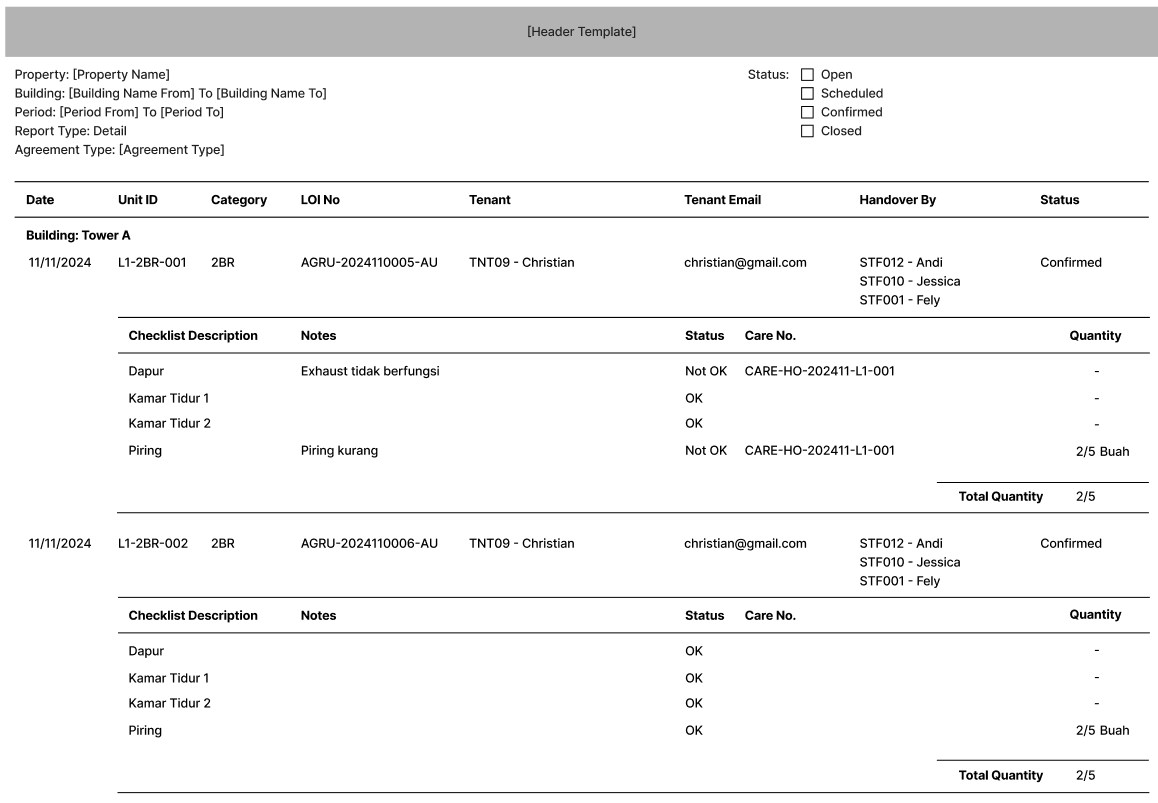 [Header Template]
Property: [Property Name]
Building: [Building Name From] To [Building Name To]
Period: [Period From] To [Period To]
Report Type: Detail
Agreement Type: [Agreement Type]
Status: Open
Scheduled
Confirmed
Closed
Date Unit ID Category LOI No Tenant Tenant Email Handover By Status
Building: Tower A
11/11/2024 L1-2BR-001 2BR AGRU-2024110005-AU TNT09 - Christian christian@gmail.com STF012 - Andi Confirmed
STF010 - Jessica
STF001 - Fely
Checklist Description Notes Status Care No. Quantity
Dapur Exhaust tidak berfungsi Not OK CARE-HO-202411-L1-001 -
Kamar Tidur 1 OK -
Kamar Tidur 2 OK -
Piring Piring kurang Not OK CARE-HO-202411-L1-001 2/5 Buah
Total Quantity 2/5
11/11/2024 L1-2BR-002 2BR AGRU-2024110006-AU TNT09 - Christian christian@gmail.com STF012 - Andi Confirmed
STF010 - Jessica
STF001 - Fely
Checklist Description Notes Status Care No. Quantity
Dapur OK -
Kamar Tidur 1 OK -
Kamar Tidur 2 OK -
Piring OK 2/5 Buah
Total Quantity 2/5